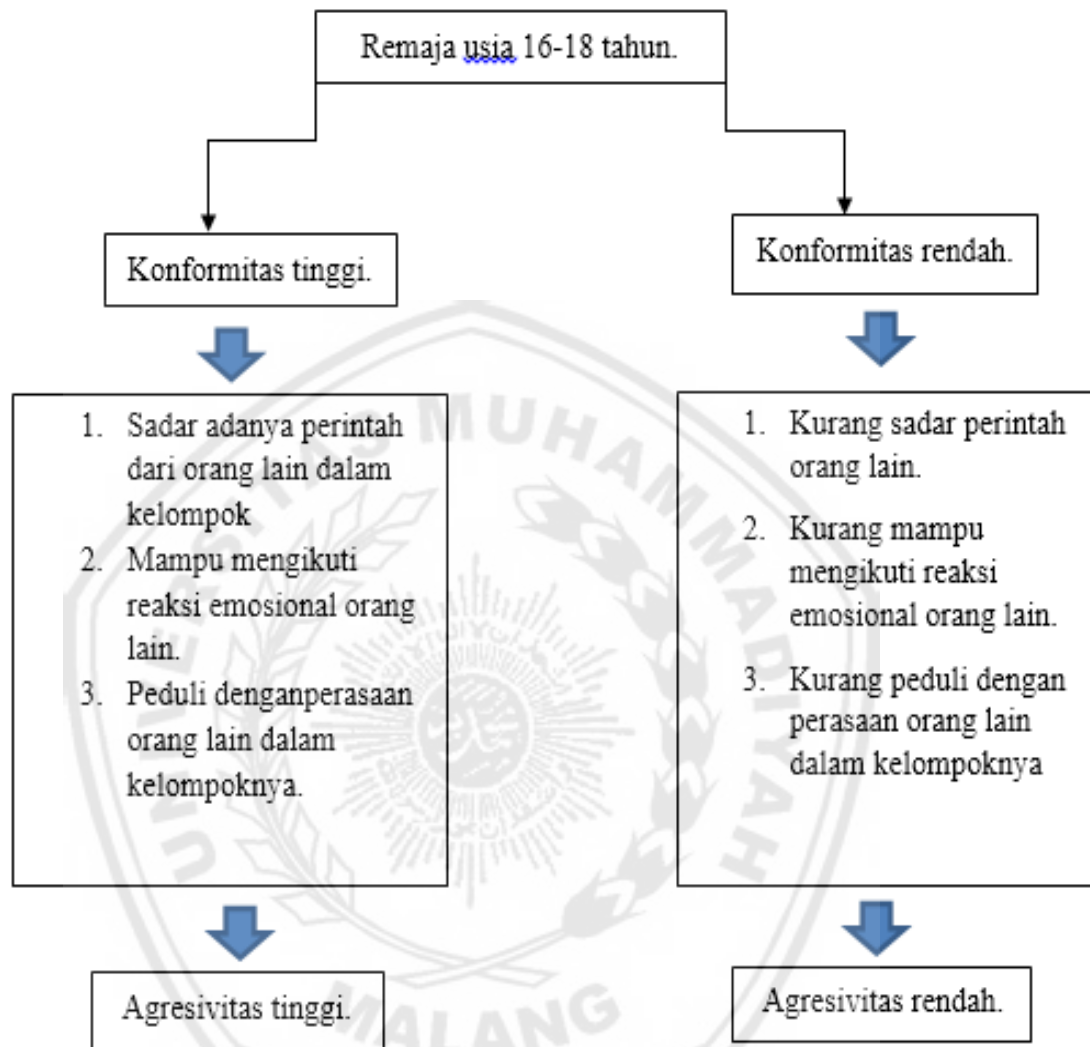 Remaja usia 16-18 tahun.
Konformitas tinggi.
Konformitas rendah.
1. Sadar adanya perintah
dari orang lain dalam
kelompok
2. Mampu mengikuti
reaksi emosional orang
lain.
3. Peduli denganperasaan
orang lain dalam
kelompoknya.
1. Kurang sadar perintah
orang lain.
2. Kurang mampu
mengikuti reaksi
emosional orang lain.
3. Kurang peduli dengan
perasaan orang lain
dalam kelompoknya
Agresivitas tinggi.
Agresivitas rendah.
UNIVERSITAS MUHAMMADIYAH
MALANG